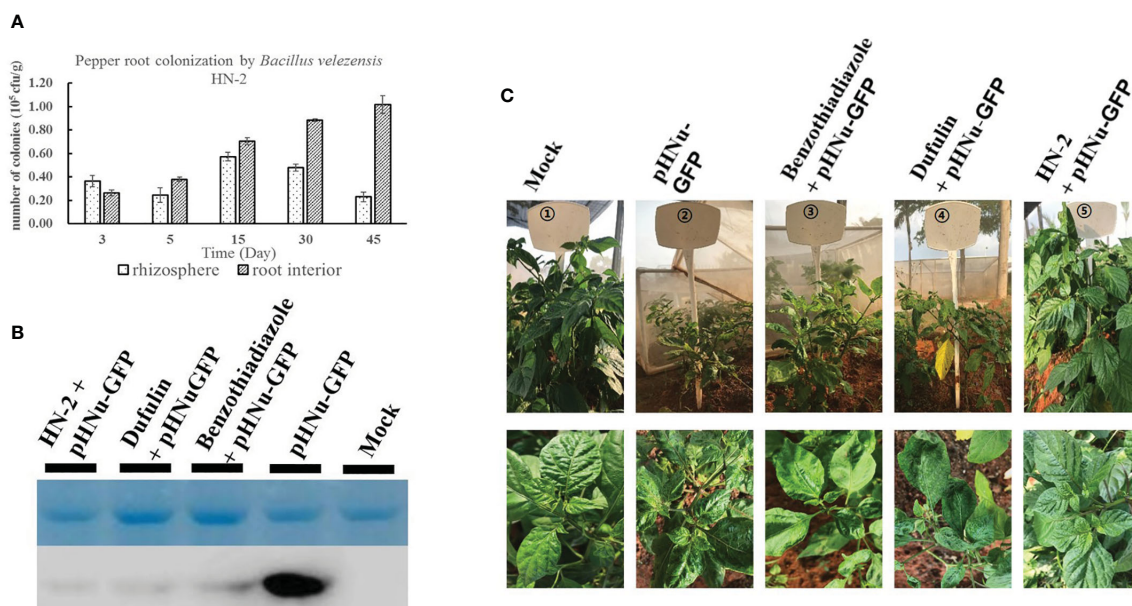 A
Pepper root colonization by Bacillus velezensis
HN-2
number of colonies (10⁵ cfu/g)
1.20
1.00
0.80
0.60
0.40
0.20
0.00
3 5 15 30 45
Time (Day)
rhizosphere root interior
B
HN-2 +
pHNu-GFP
Dufulin
+ pHNuGFP
Benzothiadiazole
+ pHNu-GFP
pHNu-GFP
Mock
C
Mock
pHNu-
GFP
Benzothiadiazole
+ pHNu-GFP
Dufulin
+ pHNu-GFP
HN-2
+ pHNu-GFP
① ② ③ ④ ⑤